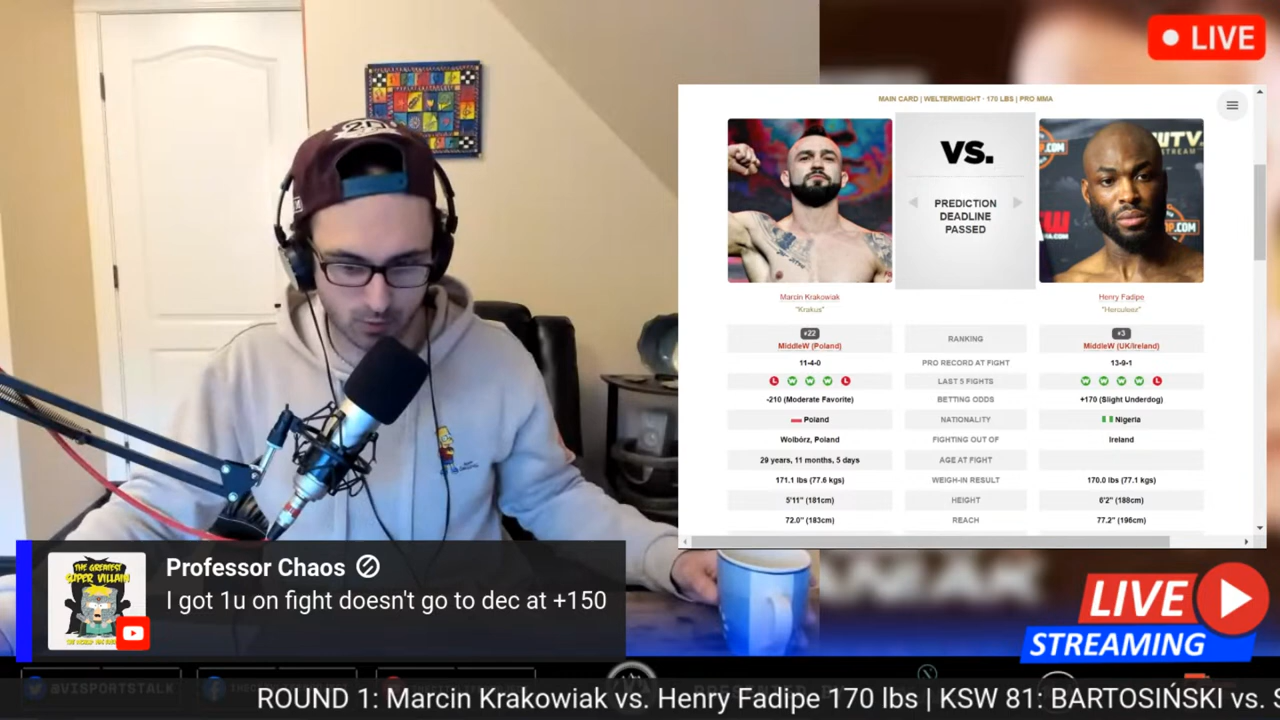 LIVE
MAIN CARD | WELTERWEIGHT · 170 LBS | PRO MMA
VS.
PREDICTION
DEADLINE
PASSED
Marcin Krakowiak
"Krakus"
Henry Fadipe
"Herculeez"
#22
MiddleW (Poland)
RANKING
#3
MiddleW (UK/Ireland)
11-4-0
PRO RECORD AT FIGHT
13-9-1
L W W W L
LAST 5 FIGHTS
W W W W L
-210 (Moderate Favorite)
BETTING ODDS
+170 (Slight Underdog)
Poland
NATIONALITY
Nigeria
Wolbórz, Poland
FIGHTING OUT OF
Ireland
29 years, 11 months, 5 days
AGE AT FIGHT
171.1 lbs (77.6 kgs)
WEIGH-IN RESULT
170.0 lbs (77.1 kgs)
5'11" (181cm)
HEIGHT
6'2" (188cm)
72.0" (183cm)
REACH
77.2" (196cm)
THE GREATEST
SUPER VILLAIN
Professor Chaos
I got 1u on fight doesn't go to dec at +150
LIVE
STREAMING
@VISPORTSTALK
ROUND 1: Marcin Krakowiak vs. Henry Fadipe 170 lbs | KSW 81: BARTOSIŃSKI vs. S